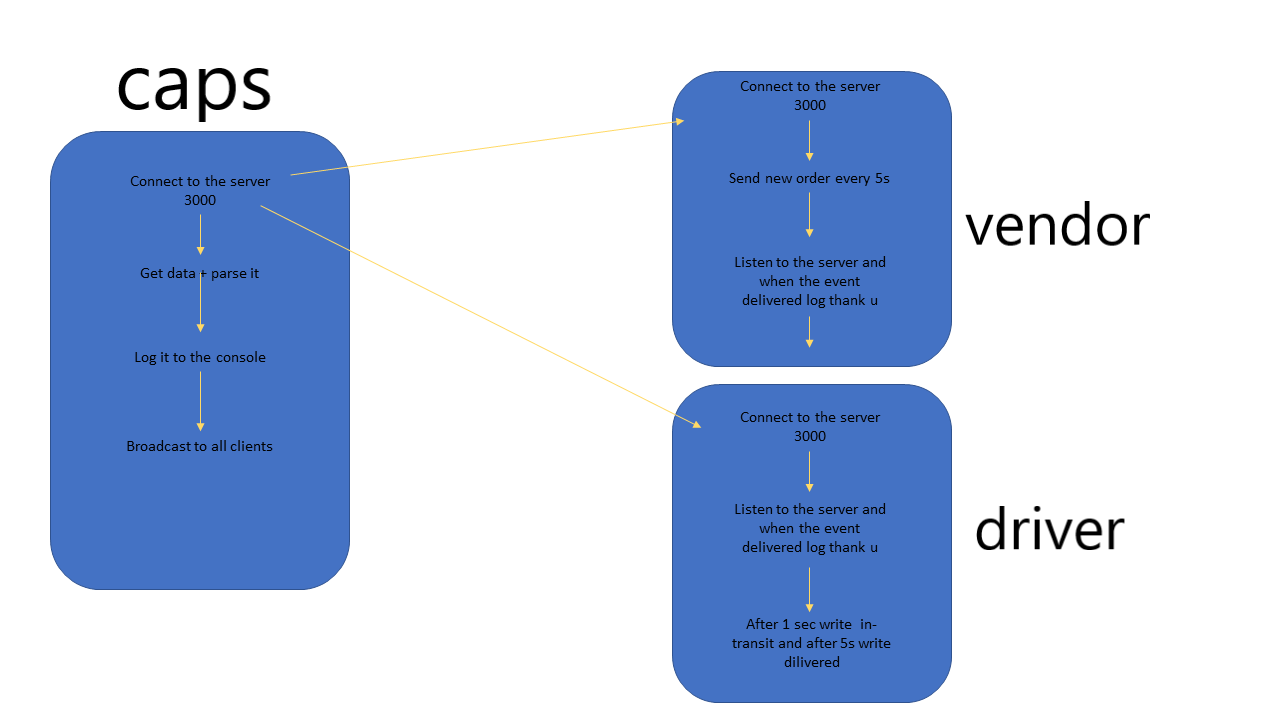 caps
Connect to the server
3000
Get data + parse it
Log it to the console
Broadcast to all clients
Connect to the server
3000
Send new order every 5s
Listen to the server and
when the event
delivered log thank u
vendor
Connect to the server
3000
Listen to the server and
when the event
delivered log thank u
After 1 sec write  in-
transit and after 5s write
dilivered
driver